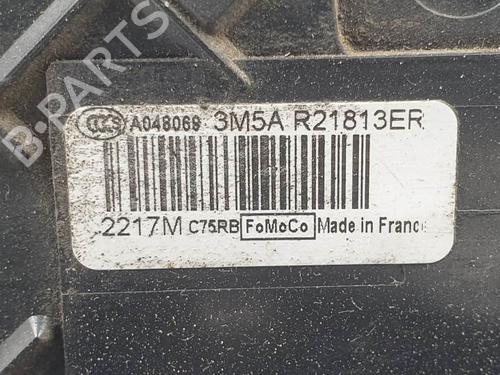 CCC A048069 3M5A R21813ER
2217M C75RB FoMoCo Made in France
B-PARTS